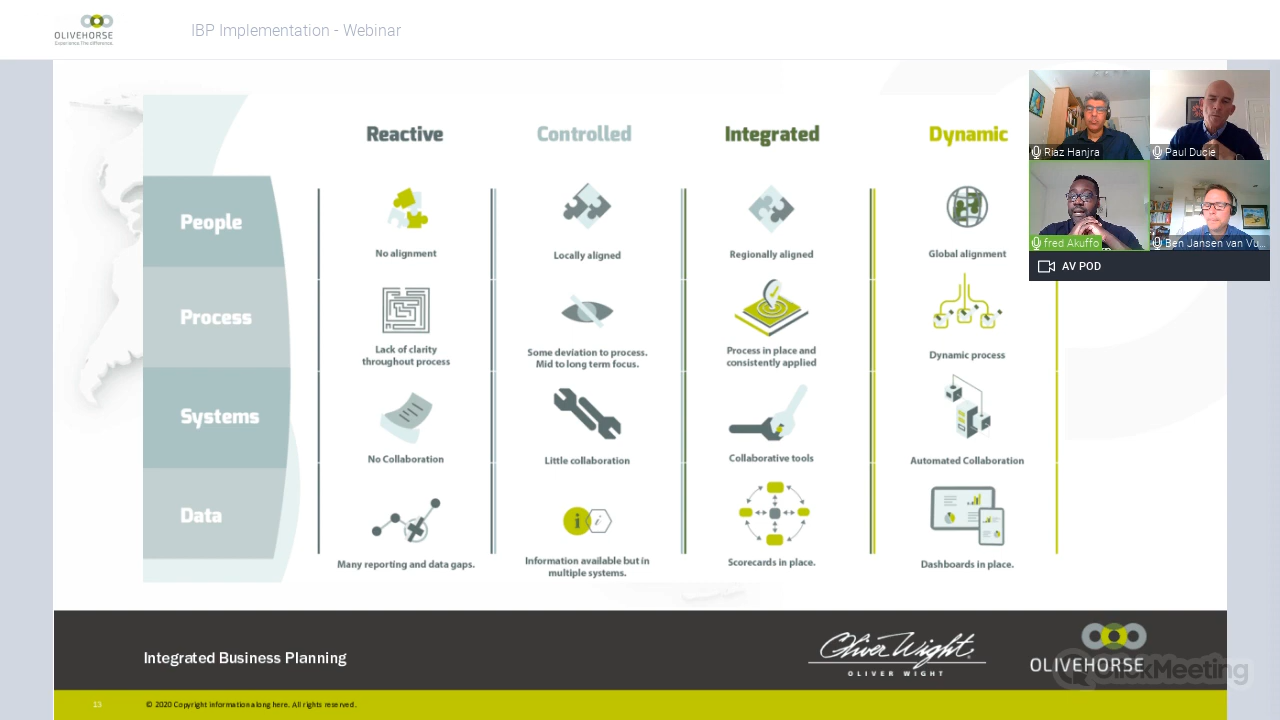 OLIVEHORSE
Experience. The difference.
IBP Implementation - Webinar
Reactive
Controlled
Integrated
Dynamic
Riaz Hanjra
Paul Ducie
fred Akuffo
Ben Jansen van Vu...
AV POD
People
No alignment
Locally aligned
Regionally aligned
Global alignment
Process
Lack of clarity
throughout process
Some deviation to process.
Mid to long term focus.
Process in place and
consistently applied
Dynamic process
Systems
No Collaboration
Little collaboration
Collaborative tools
Automated Collaboration
Data
Many reporting and data gaps.
Information available but in
multiple systems.
Scorecards in place.
Dashboards in place.
Integrated Business Planning
Oliver Wight
OLIVER WIGHT
OLIVEHORSE
ClickMeeting
13
© 2020 Copyright information along here. All rights reserved.